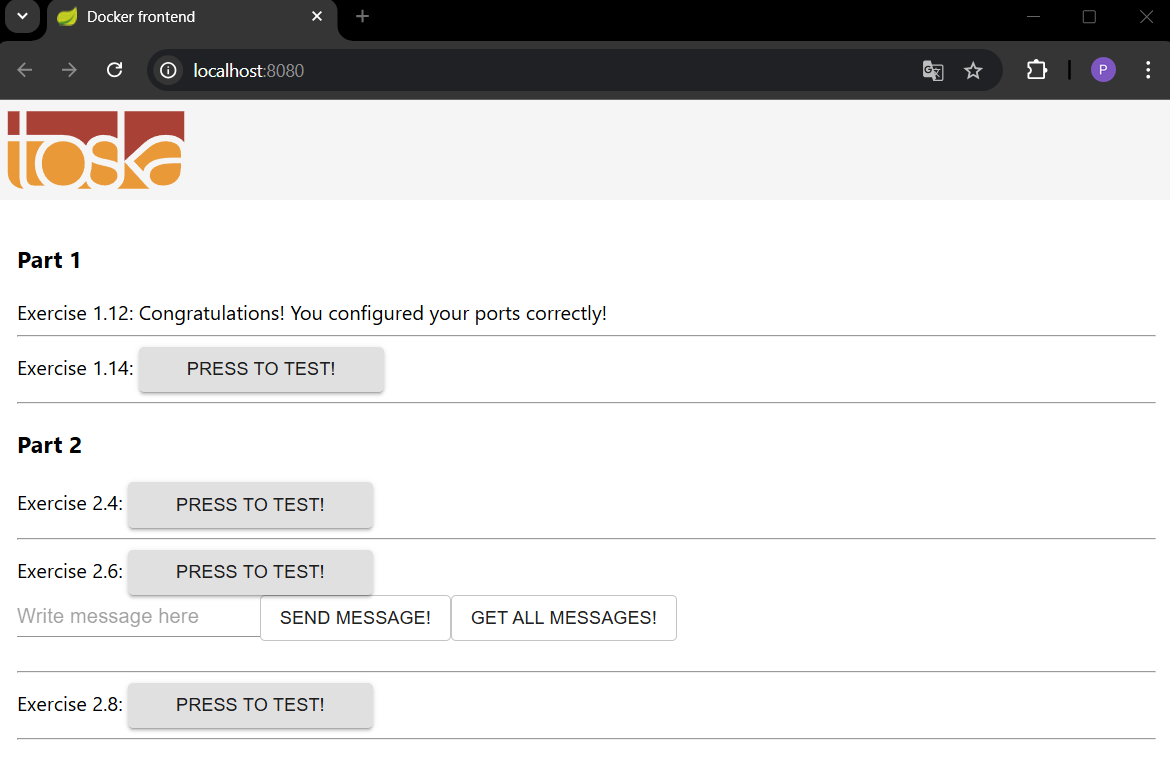 Docker frontend
localhost:8080
P
toska
Part 1
Exercise 1.12: Congratulations! You configured your ports correctly!
Exercise 1.14: PRESS TO TEST!
Part 2
Exercise 2.4: PRESS TO TEST!
Exercise 2.6: PRESS TO TEST!
Write message here SEND MESSAGE! GET ALL MESSAGES!
Exercise 2.8: PRESS TO TEST!